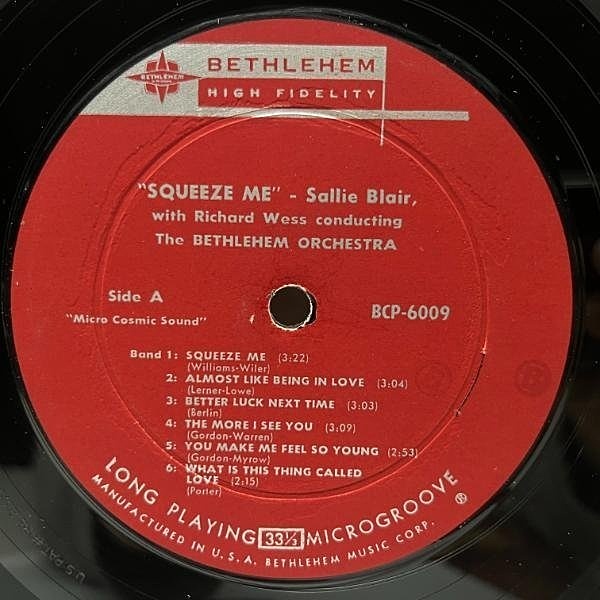 BETHLEHEM
BETHLEHEM
HIGH FIDELITY
"SQUEEZE ME" - Sallie Blair,
with Richard Wess conducting
The BETHLEHEM ORCHESTRA
Side A
BCP-6009
"Micro Cosmic Sound"
Band 1: SQUEEZE ME (3:22)
(Williams-Wiler)
2: ALMOST LIKE BEING IN LOVE (3:04)
(Lerner-Lowe)
3: BETTER LUCK NEXT TIME (3:03)
(Berlin)
4: THE MORE I SEE YOU (3:09)
(Gordon-Warren)
5: YOU MAKE ME FEEL SO YOUNG (2:53)
(Gordon-Myrow)
6: WHAT IS THIS THING CALLED
LOVE (2:15)
(Porter)
LONG PLAYING 33⅓ MICROGROOVE ®
MANUFACTURED IN U.S.A. BETHLEHEM MUSIC CORP.